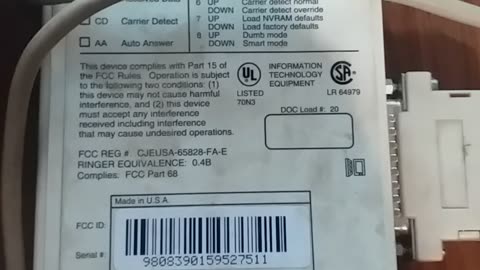 6 UP Carrier detect normal
DOWN Carrier detect override
CD Carrier Detect
7 UP Load NVRAM defaults
DOWN Load factory defaults
AA Auto Answer
8 UP Dumb mode
DOWN Smart mode
This device complies with Part 15 of
the FCC Rules. Operation is subject
to the following two conditions: (1)
this device may not cause harmful
interference, and (2) this device
must accept any interference
received including interference
that may cause undesired operations.
UL
LISTED
70N3
INFORMATION
TECHNOLOGY
EQUIPMENT
SA
LR 64979
DOC Load #: 20
FCC REG # CJEUSA-65828-FA-E
RINGER EQUIVALENCE: 0.4B
Complies: FCC Part 68
Made in U.S.A.
FCC ID:
Serial #:
9808390159527511